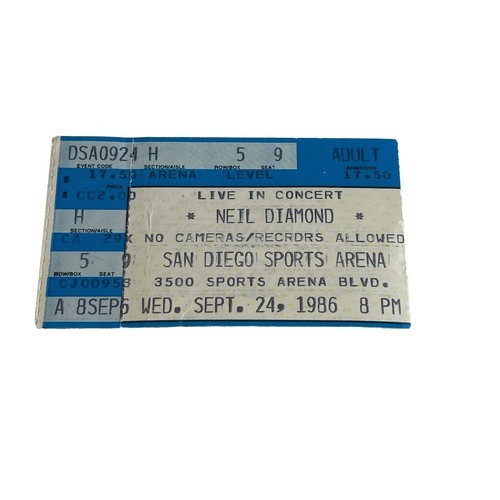 DSA0924 H 5 9 ADULT
EVENT CODE SECTION/AISLE ROW/BOX SEAT ADMISSION
$ 17.50 ARENA LEVEL 17.50
PRICE
$ CC2.00 LIVE IN CONCERT
H * NEIL DIAMOND *
SECTION/AISLE
CA 29X NO CAMERAS/RECRDRS ALLOWED
5 9 SAN DIEGO SPORTS ARENA
ROW/BOX SEAT
CJ00953 3500 SPORTS ARENA BLVD.
A 8SEP6 WED. SEPT. 24, 1986 8 PM